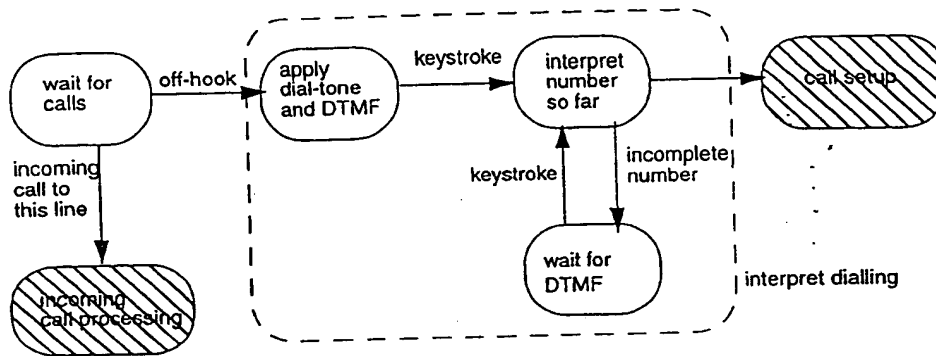 wait for
calls
off-hook
apply
dial-tone
and DTMF
keystroke
interpret
number
so far
call setup
incoming
call to
this line
keystroke
incomplete
number
wait for
DTMF
interpret dialling
incoming
call processing